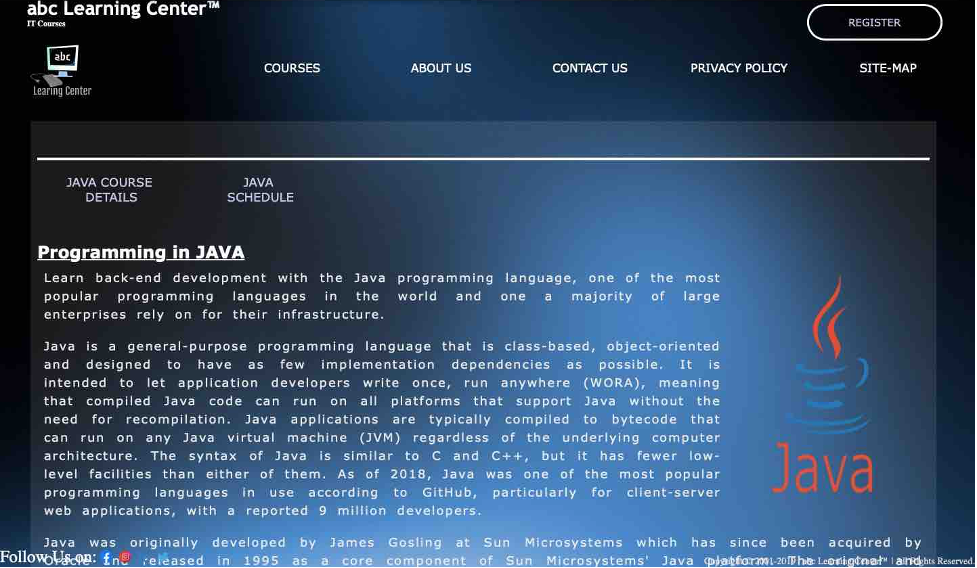 abc Learning Center™
IT Courses
REGISTER
abc
Learing Center
COURSES
ABOUT US
CONTACT US
PRIVACY POLICY
SITE-MAP
JAVA COURSE
DETAILS
JAVA
SCHEDULE
Programming in JAVA
Learn back-end development with the Java programming language, one of the most
popular programming languages in the world and one a majority of large
enterprises rely on for their infrastructure.
Java is a general-purpose programming language that is class-based, object-oriented
and designed to have as few implementation dependencies as possible. It is
intended to let application developers write once, run anywhere (WORA), meaning
that compiled Java code can run on all platforms that support Java without the
need for recompilation. Java applications are typically compiled to bytecode that
can run on any Java virtual machine (JVM) regardless of the underlying computer
architecture. The syntax of Java is similar to C and C++, but it has fewer low-
level facilities than either of them. As of 2018, Java was one of the most popular
programming languages in use according to GitHub, particularly for client-server
web applications, with a reported 9 million developers.
Java
Java was originally developed by James Gosling at Sun Microsystems which has since been acquired by
Oracle Inc released in 1995 as a core component of Sun Microsystems' Java platform. The original and
Follow Us on:
abc Learning Center™ | All Rights Reserved.